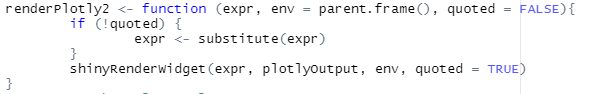 renderPlotly2 <- function (expr, env = parent.frame(), quoted = FALSE){
        if (!quoted) {
                expr <- substitute(expr)
        }
        shinyRenderWidget(expr, plotlyOutput, env, quoted = TRUE)
}